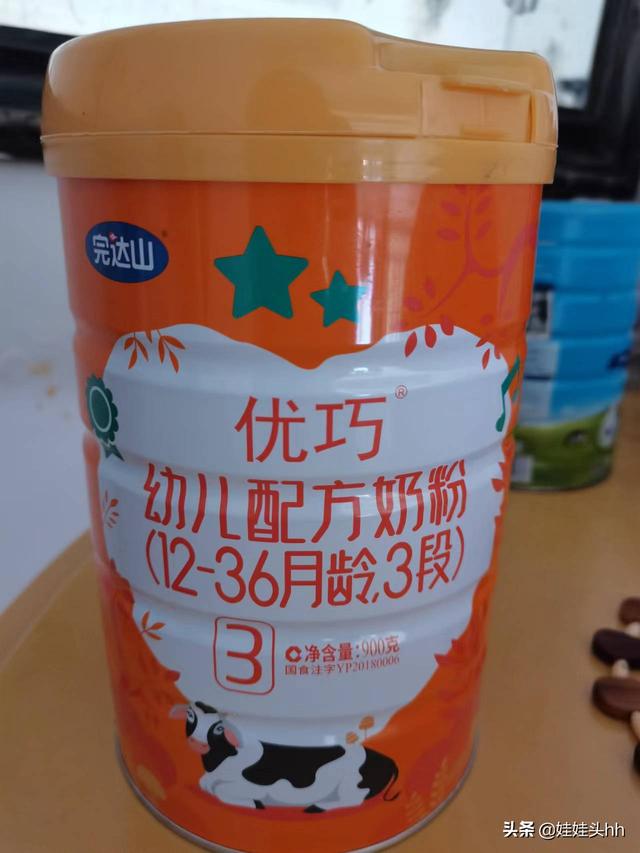 完达山
优巧®
幼儿配方奶粉
(12-36月龄,3段)
3
净含量:900克
国食注字YP20180006
头条 @娃娃头hh